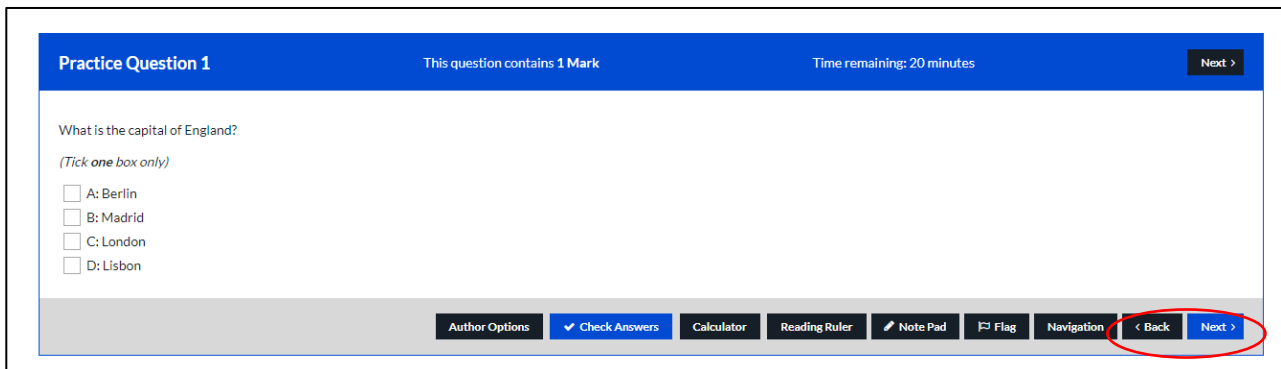 Practice Question 1 This question contains 1 Mark Time remaining: 20 minutes Next >
What is the capital of England?
(Tick one box only)
A: Berlin
B: Madrid
C: London
D: Lisbon
Author Options Check Answers Calculator Reading Ruler Note Pad Flag Navigation < Back Next >